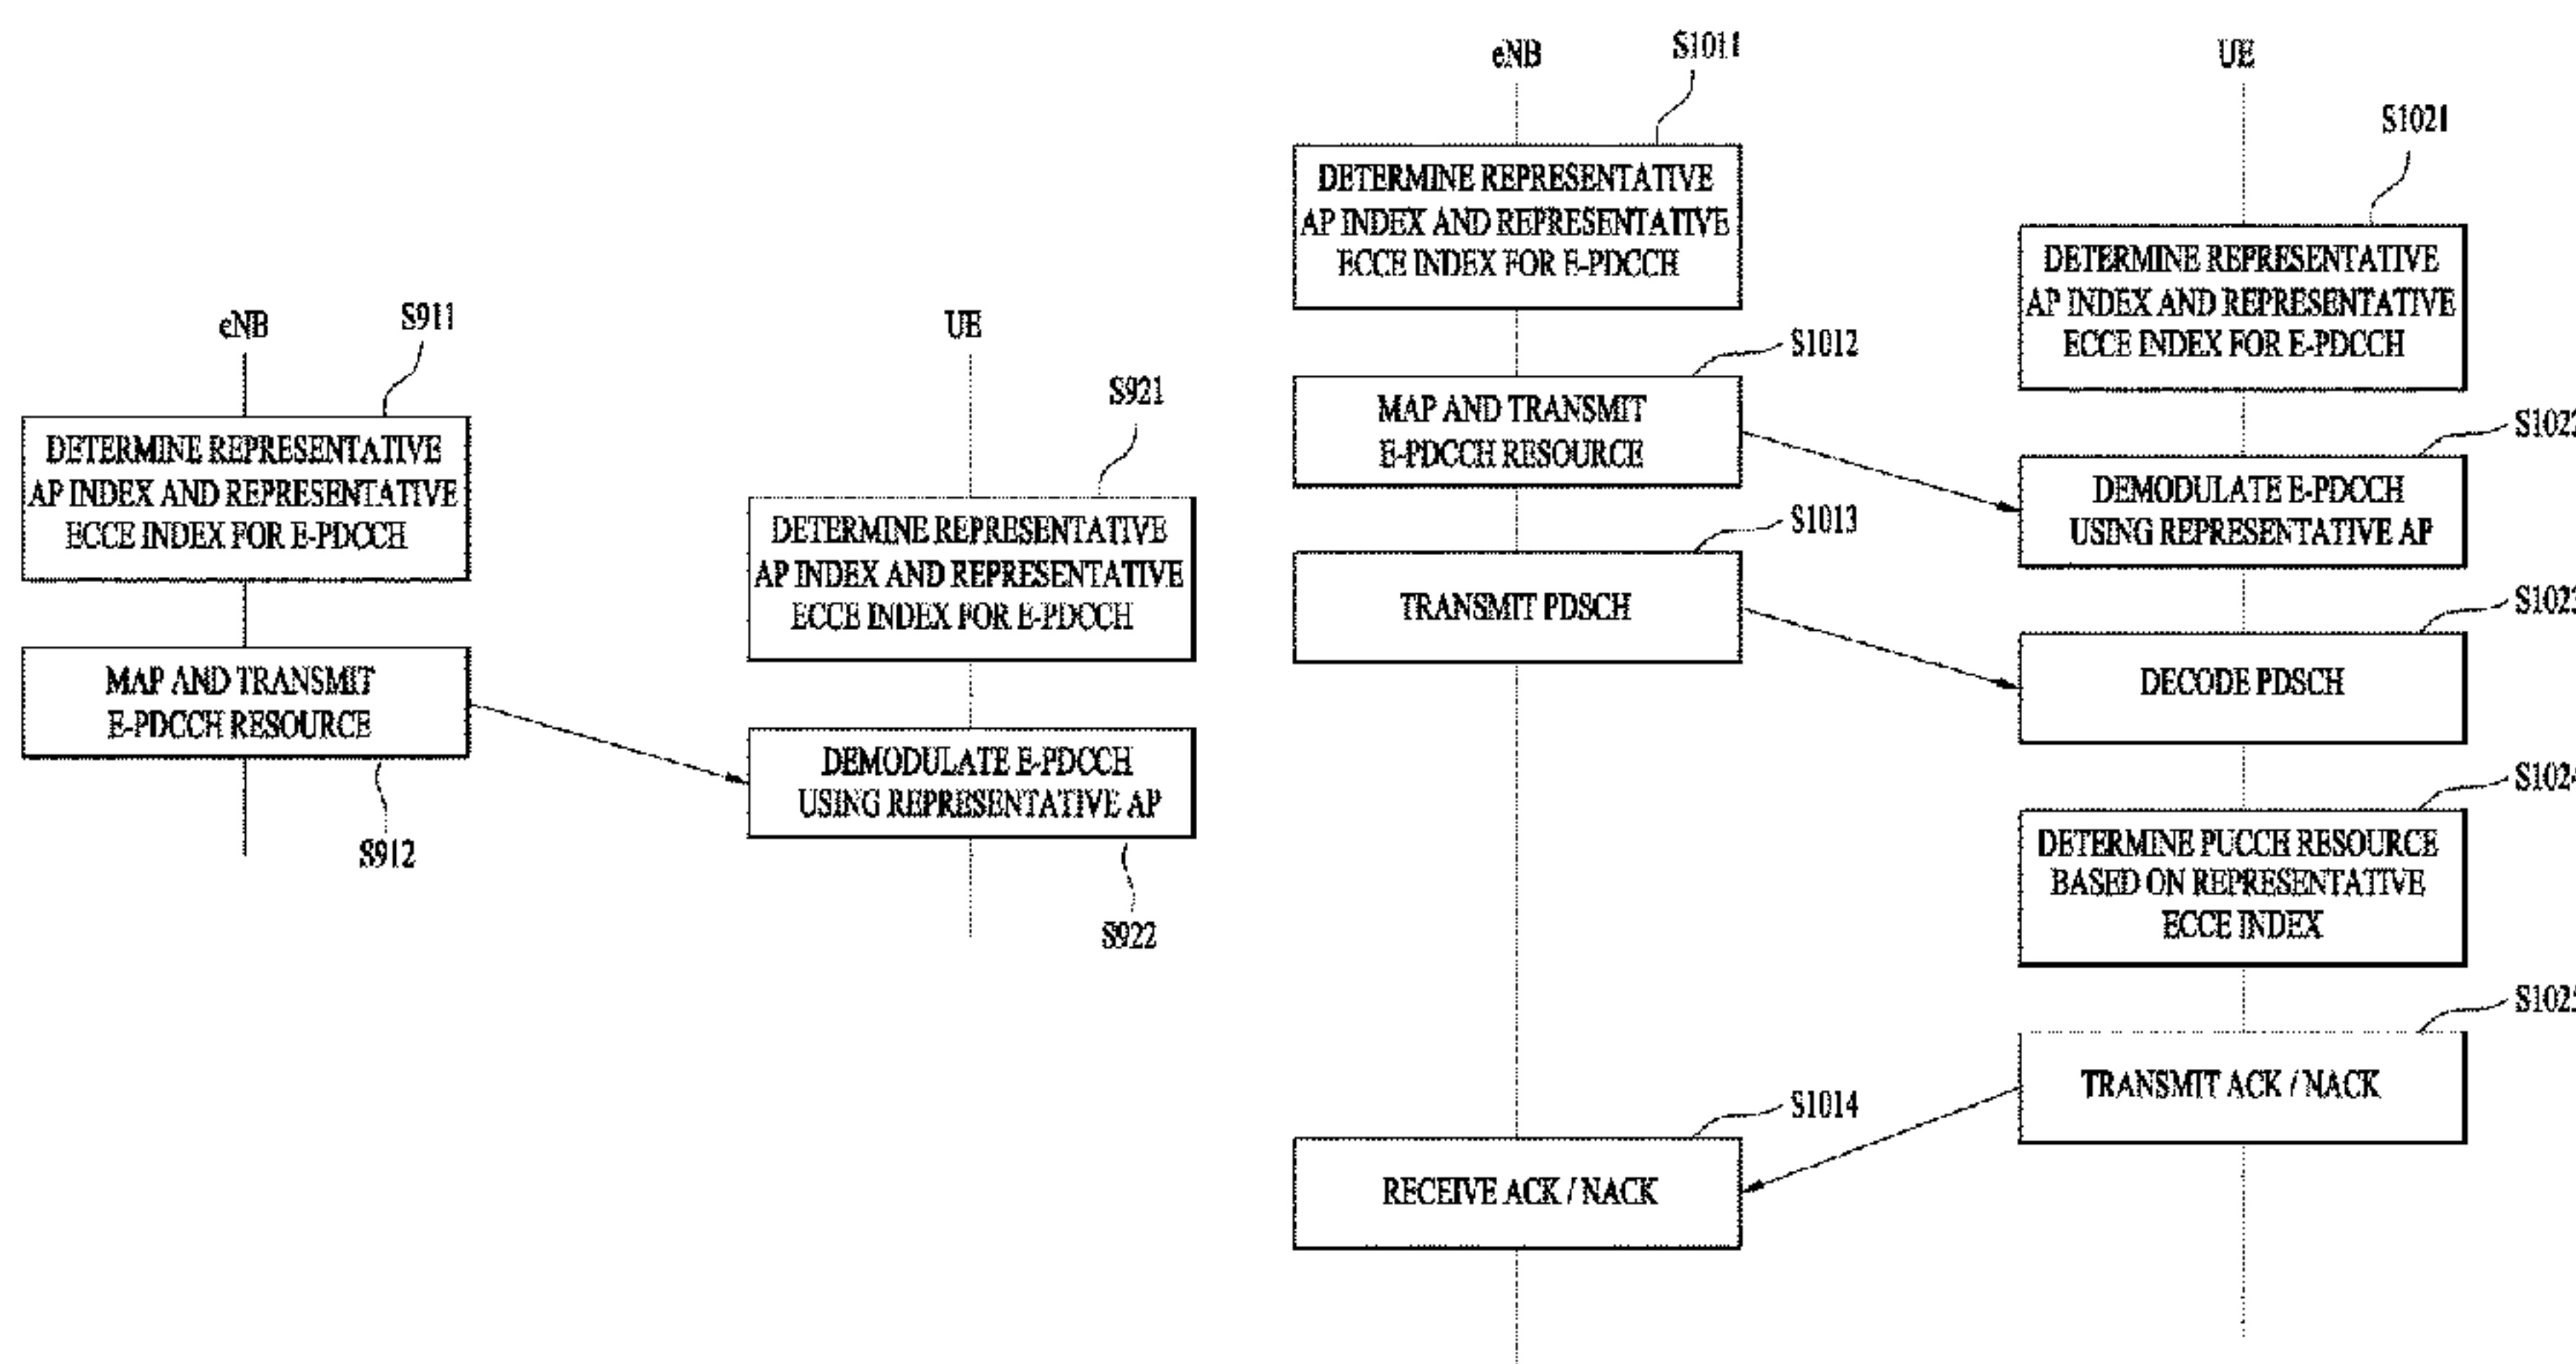 eNB
S911
DETERMINE REPRESENTATIVE
AP INDEX AND REPRESENTATIVE
ECCE INDEX FOR E-PDCCH
MAP AND TRANSMIT
E-PDCCH RESOURCE
S912
UE
S921
DETERMINE REPRESENTATIVE
AP INDEX AND REPRESENTATIVE
ECCE INDEX FOR E-PDCCH
DEMODULATE E-PDCCH
USING REPRESENTATIVE AP
S922
eNB
S1011
DETERMINE REPRESENTATIVE
AP INDEX AND REPRESENTATIVE
ECCE INDEX FOR E-PDCCH
S1012
MAP AND TRANSMIT
E-PDCCH RESOURCE
S1013
TRANSMIT PDSCH
S1014
RECEIVE ACK / NACK
UE
S1021
DETERMINE REPRESENTATIVE
AP INDEX AND REPRESENTATIVE
ECCE INDEX FOR E-PDCCH
S1022
DEMODULATE E-PDCCH
USING REPRESENTATIVE AP
S1023
DECODE PDSCH
S1024
DETERMINE PUCCH RESOURCE
BASED ON REPRESENTATIVE
ECCE INDEX
S1025
TRANSMIT ACK / NACK